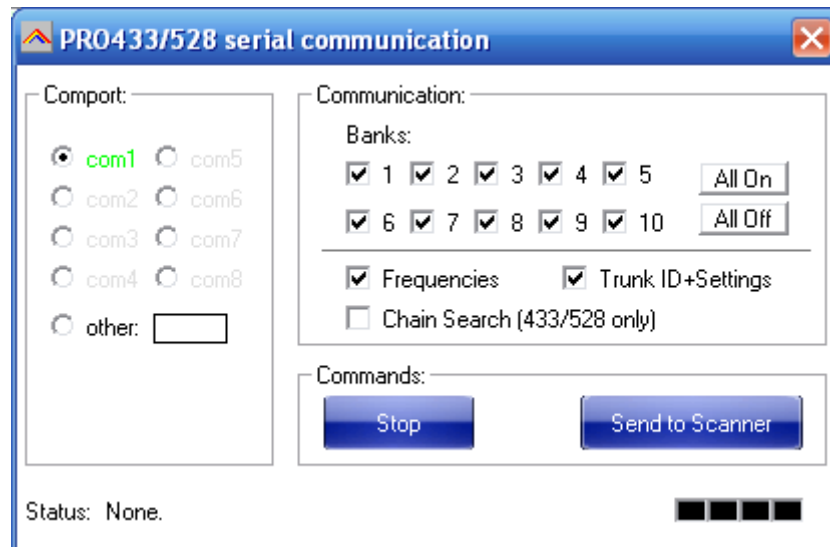 PRO433/528 serial communication
Comport:
com1 com5
com2 com6
com3 com7
com4 com8
other:
Communication:
Banks:
1 2 3 4 5 All On
6 7 8 9 10 All Off
Frequencies Trunk ID+Settings
Chain Search (433/528 only)
Commands:
Stop Send to Scanner
Status: None.